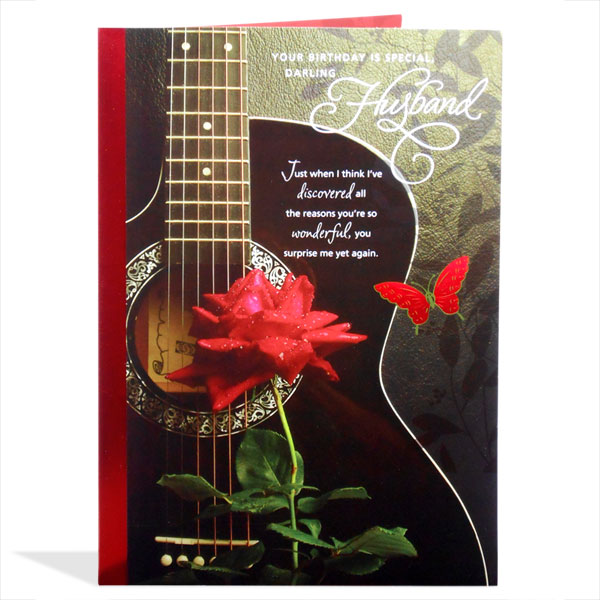 YOUR BIRTHDAY IS SPECIAL,
DARLING
Husband
Just when I think I've
discovered all
the reasons you're so
wonderful, you
surprise me yet again.